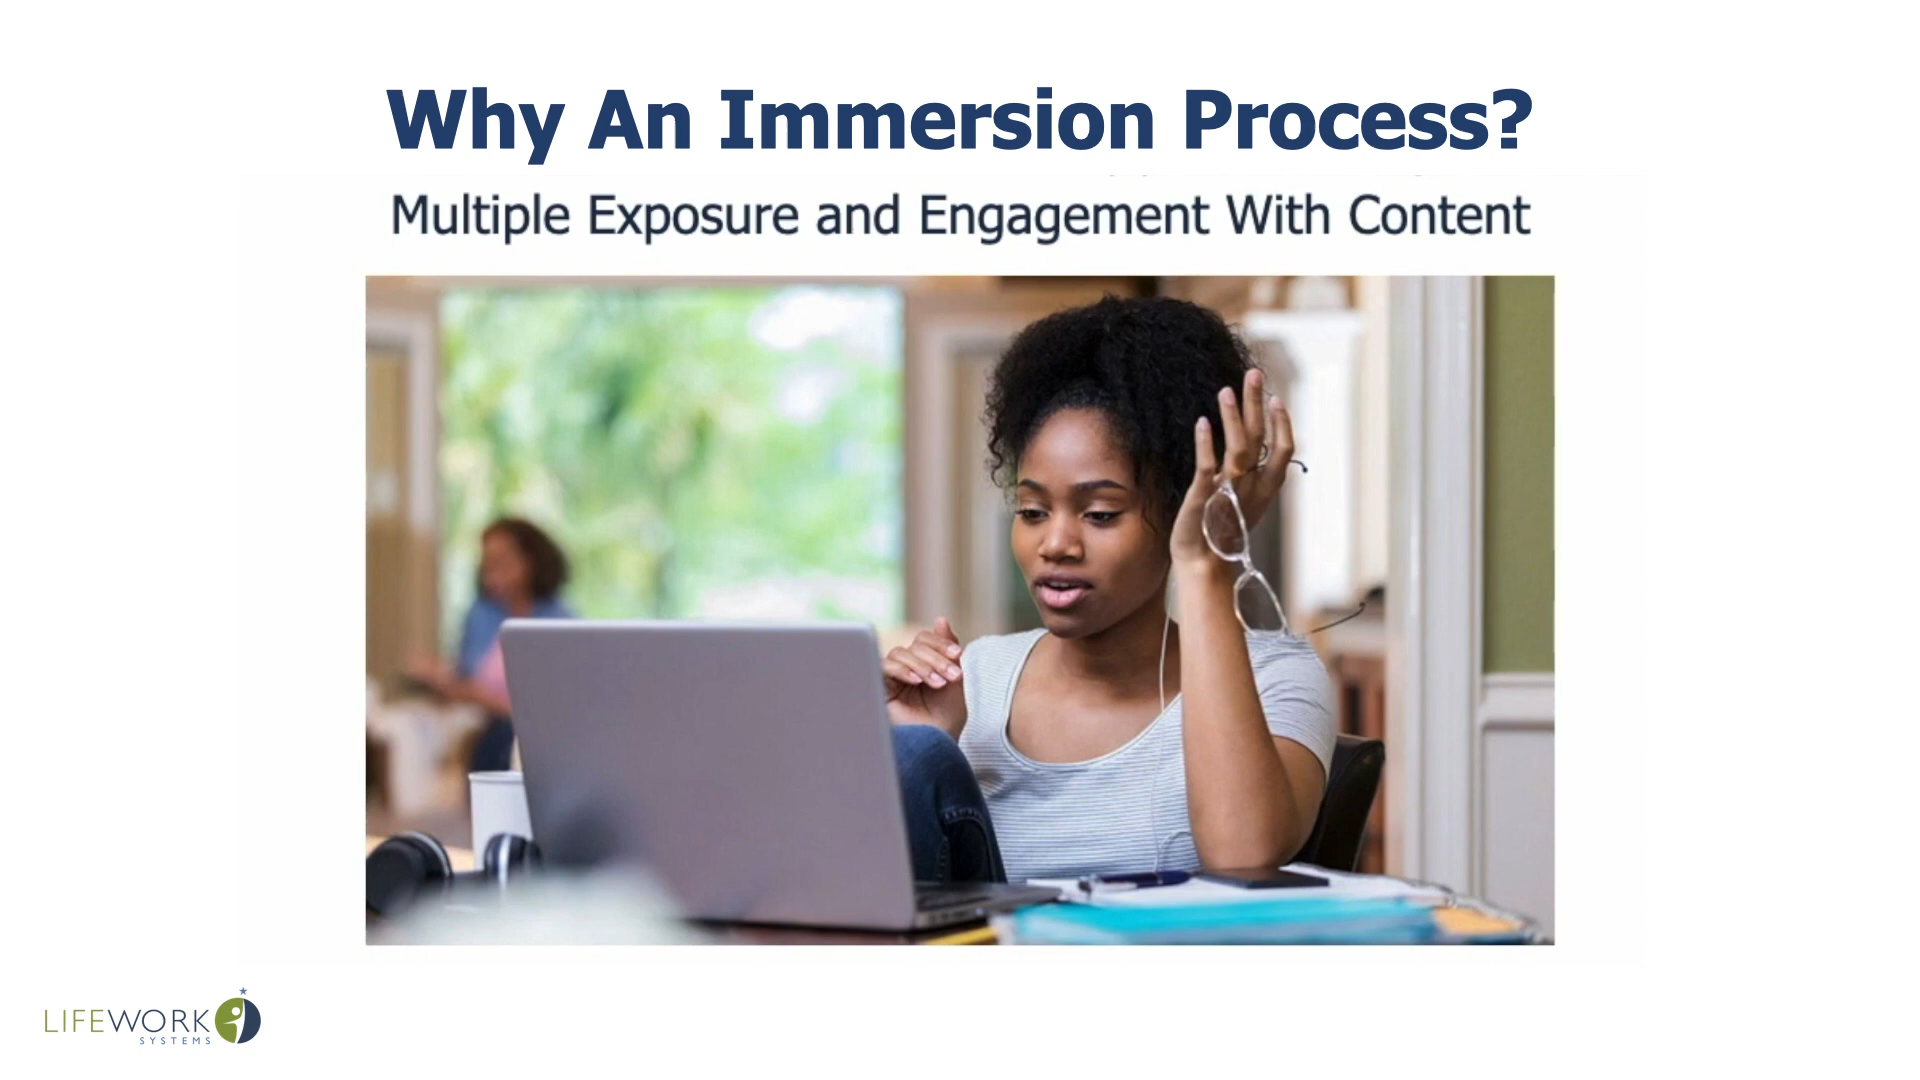 Why An Immersion Process?
Multiple Exposure and Engagement With Content
LIFEWORK
SYSTEMS